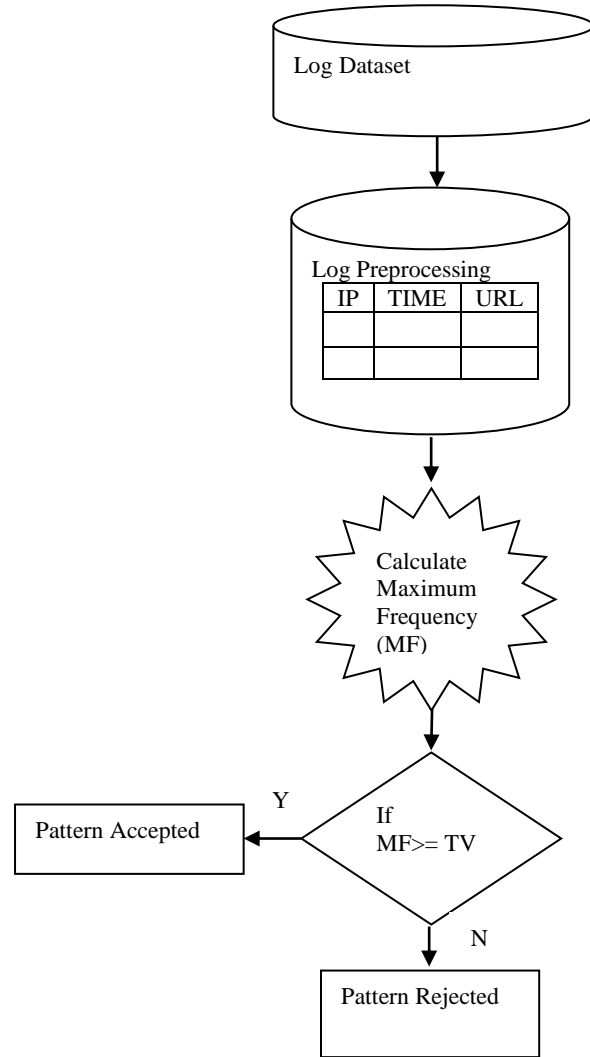 Log Dataset
Log Preprocessing
IP TIME URL
Calculate
Maximum
Frequency
(MF)
Y
If
MF>= TV
Pattern Accepted
N
Pattern Rejected